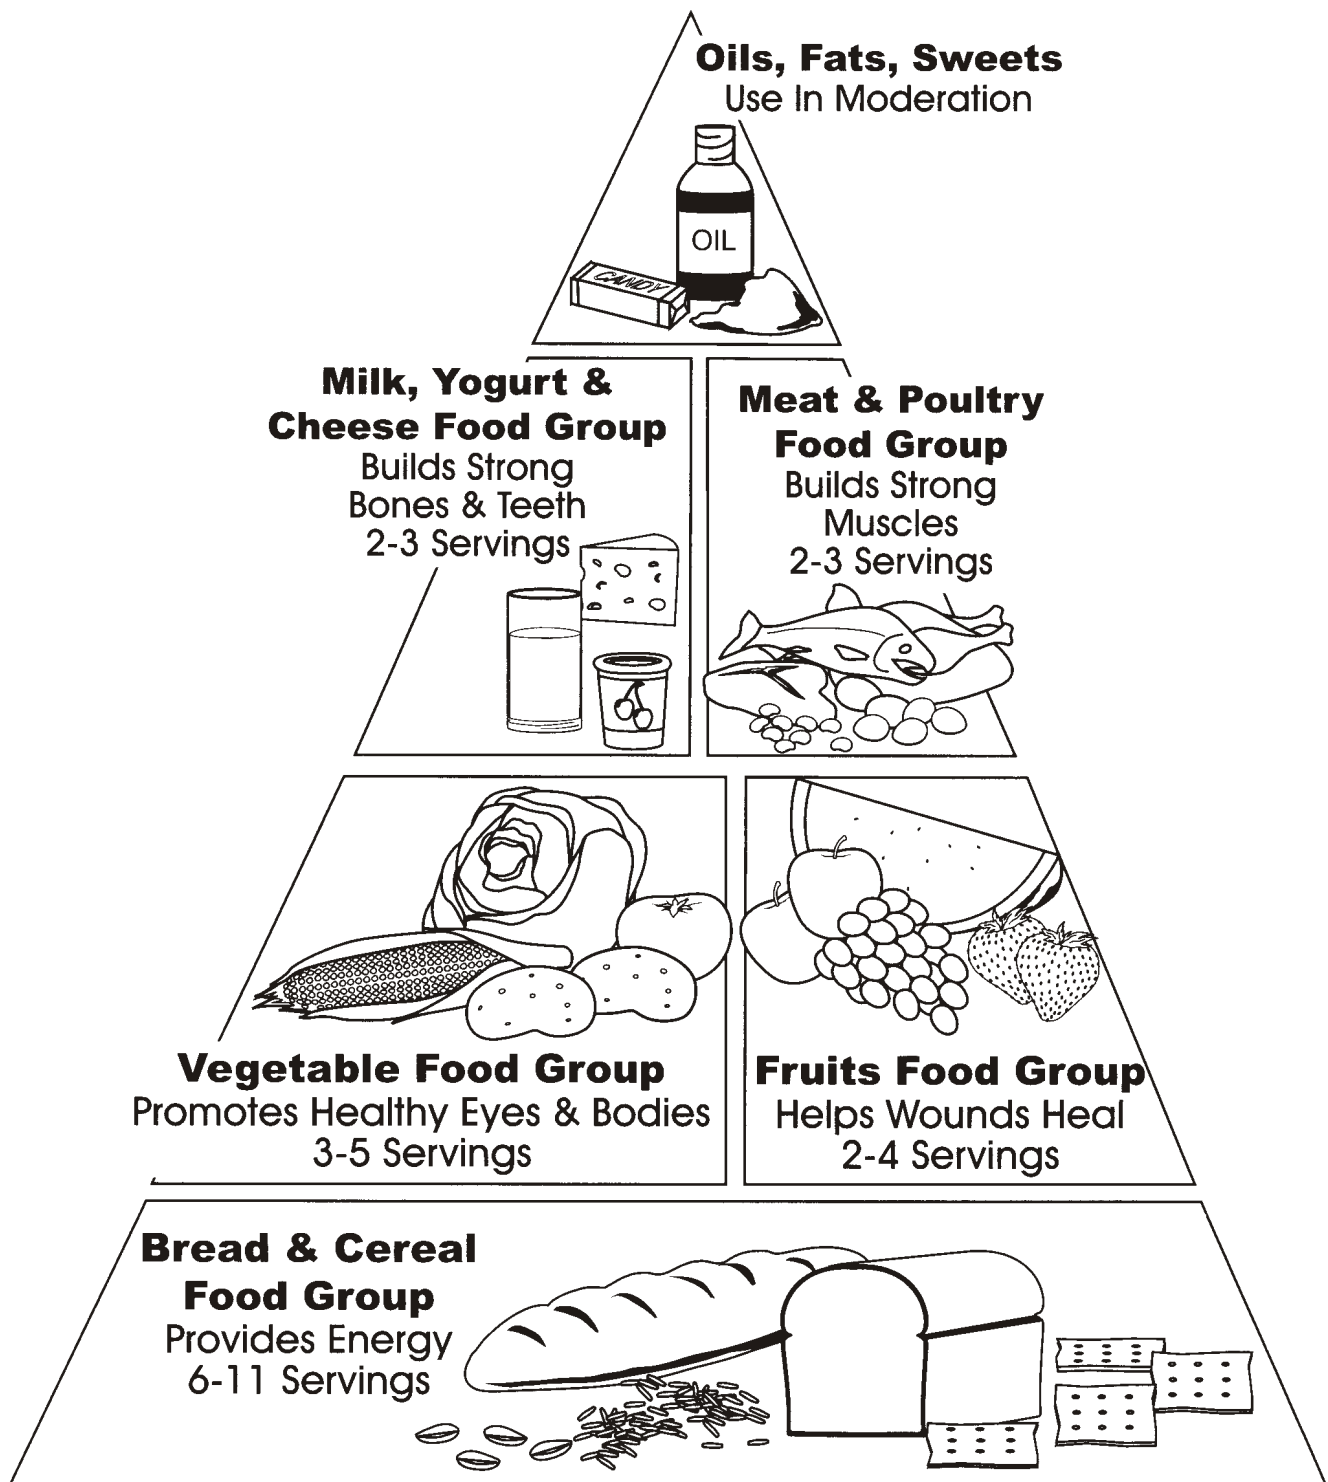 Oils, Fats, Sweets
Use In Moderation
OIL
CANDY
Milk, Yogurt &
Cheese Food Group
Builds Strong
Bones & Teeth
2-3 Servings
Meat & Poultry
Food Group
Builds Strong
Muscles
2-3 Servings
Vegetable Food Group
Promotes Healthy Eyes & Bodies
3-5 Servings
Fruits Food Group
Helps Wounds Heal
2-4 Servings
Bread & Cereal
Food Group
Provides Energy
6-11 Servings